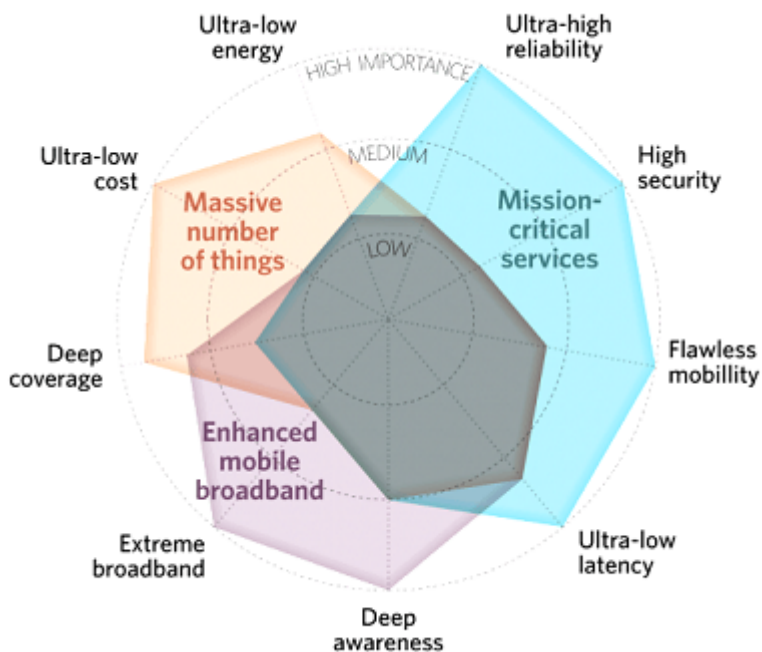 Ultra-low
energy
Ultra-high
reliability
HIGH IMPORTANCE
MEDIUM
LOW
Ultra-low
cost
High
security
Massive
number
of things
Mission-
critical
services
Deep
coverage
Flawless
mobillity
Enhanced
mobile
broadband
Extreme
broadband
Ultra-low
latency
Deep
awareness